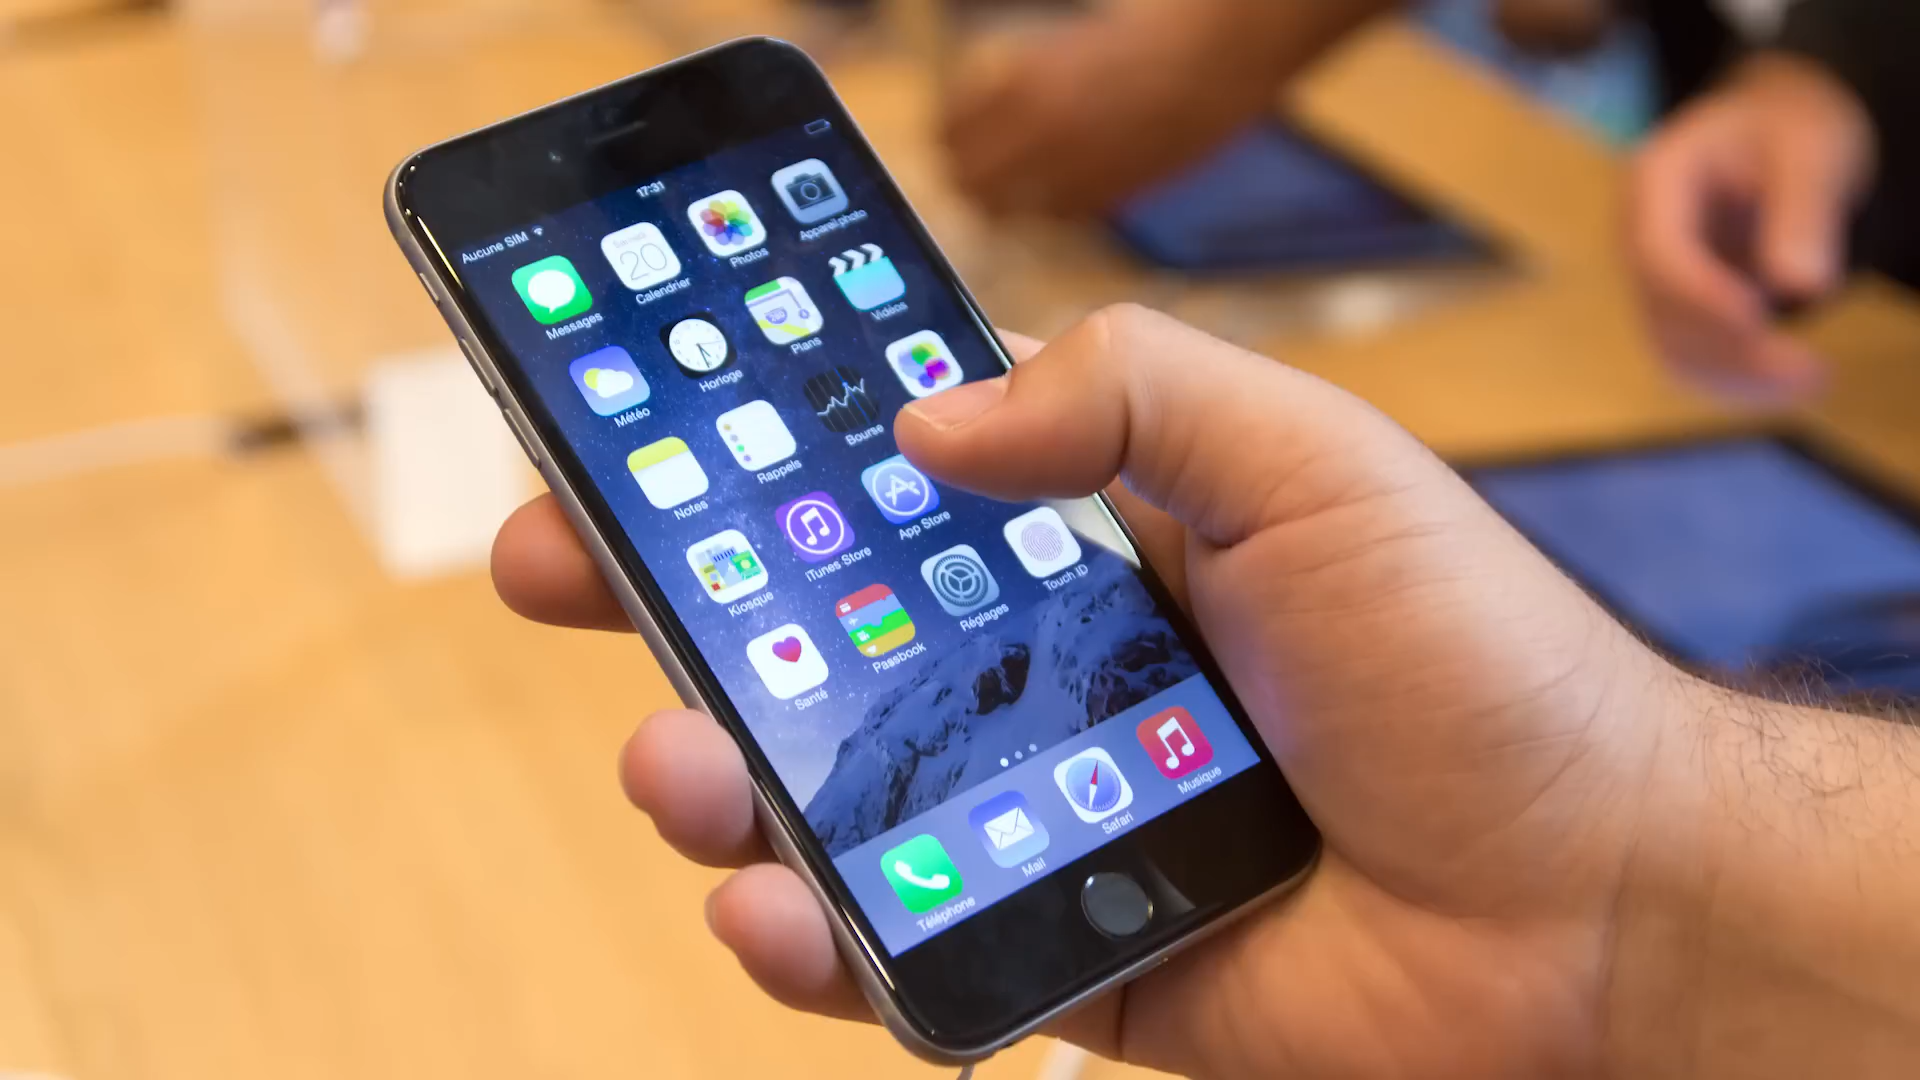 Aucune SIM
17:31
Messages
20
Calendrier
Photos
Appareil photo
Météo
Horloge
Plans
280
Vidéos
Notes
Rappels
Bourse
Kiosque
iTunes Store
App Store
Santé
Passbook
Réglages
Touch ID
Téléphone
Mail
Safari
Musique